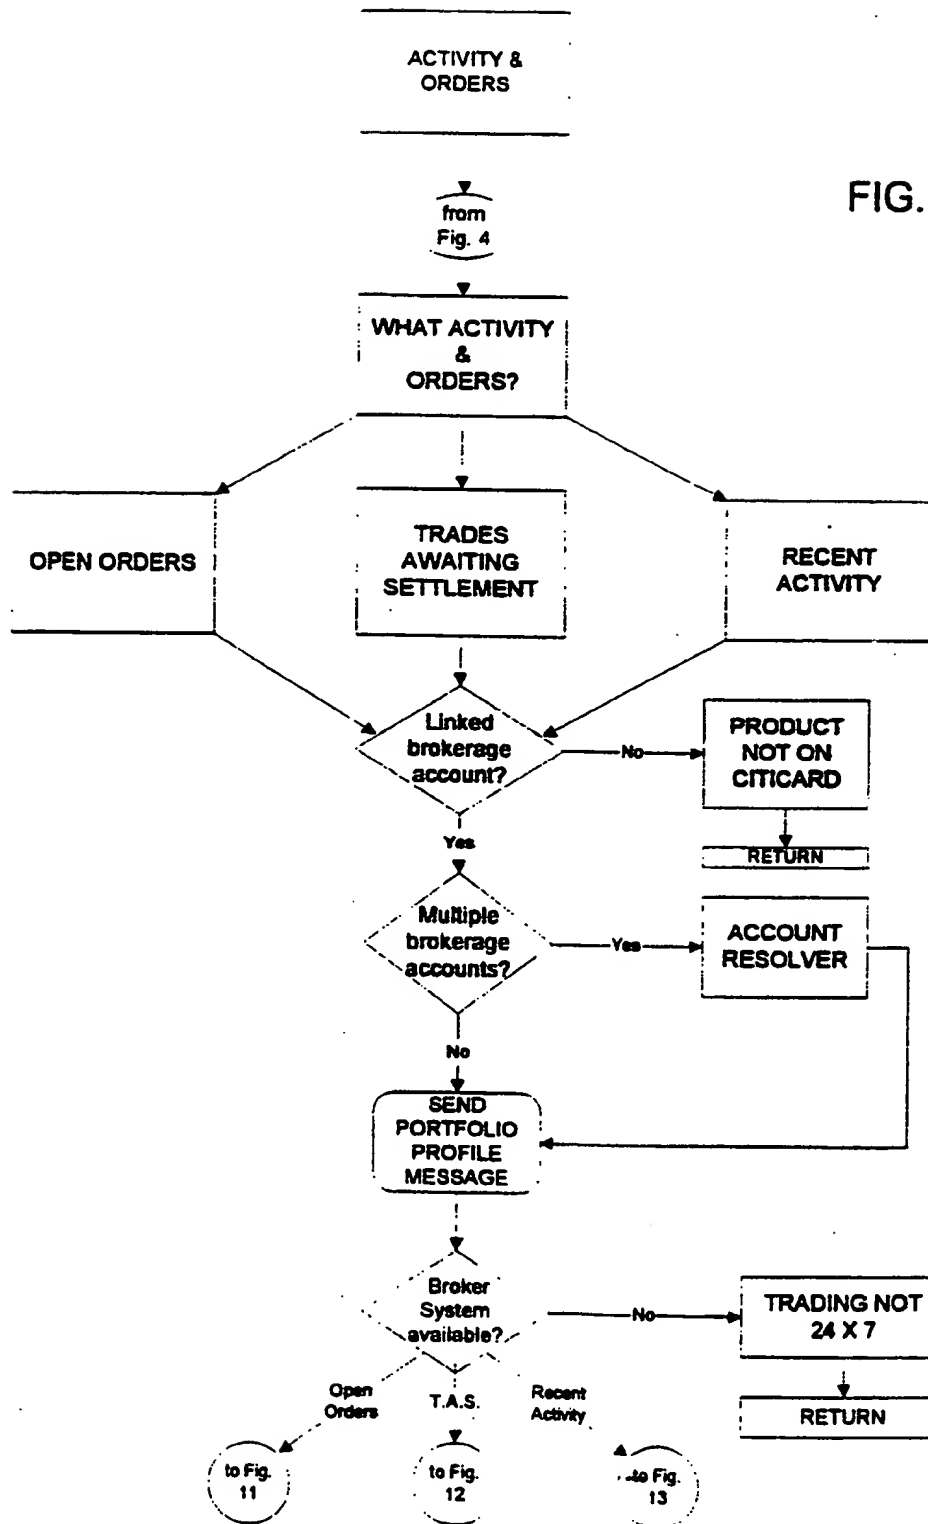 ACTIVITY &
ORDERS
FIG.
from
Fig. 4
WHAT ACTIVITY
&
ORDERS?
OPEN ORDERS
TRADES
AWAITING
SETTLEMENT
RECENT
ACTIVITY
Linked
brokerage
account?
No
PRODUCT
NOT ON
CITICARD
RETURN
Yes
Multiple
brokerage
accounts?
Yes
ACCOUNT
RESOLVER
No
SEND
PORTFOLIO
PROFILE
MESSAGE
Broker
System
available?
No
TRADING NOT
24 X 7
RETURN
Open
Orders
T.A.S.
Recent
Activity
to Fig.
11
to Fig.
12
to Fig.
13